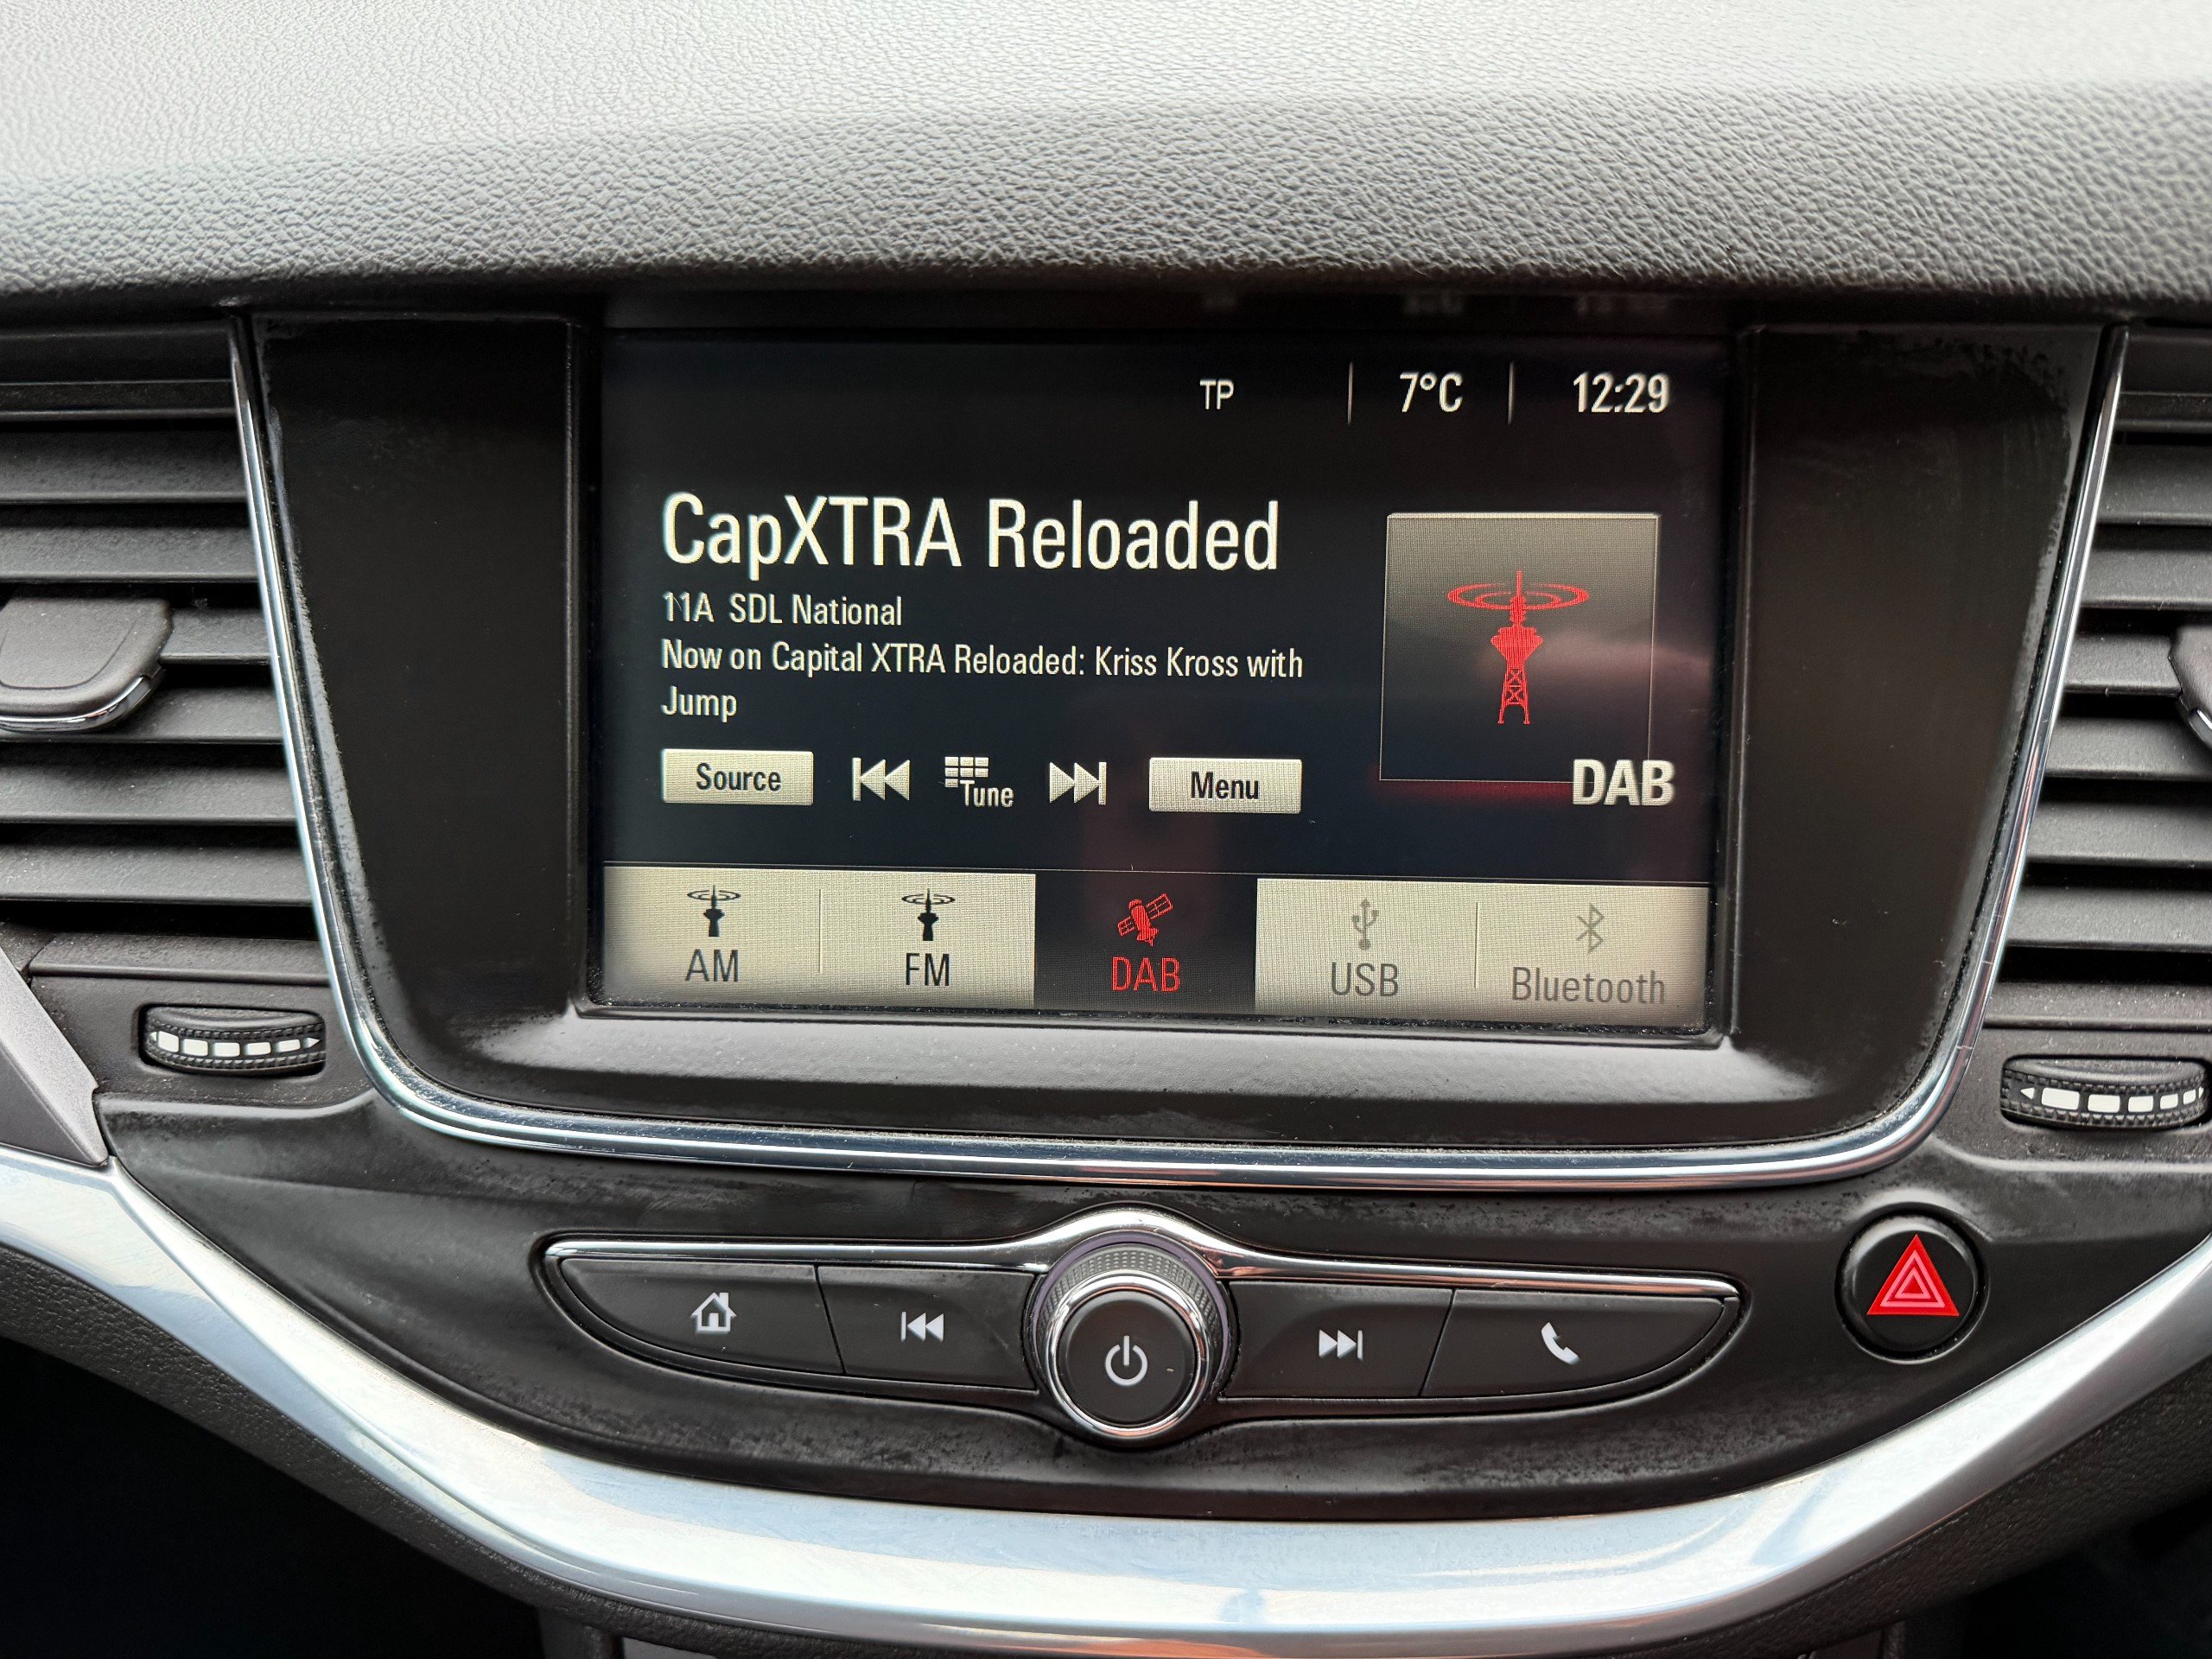 TP 7°C 12:29
CapXTRA Reloaded
11A SDL National
Now on Capital XTRA Reloaded: Kriss Kross with
Jump
Source Tune Menu
DAB
AM FM DAB USB Bluetooth